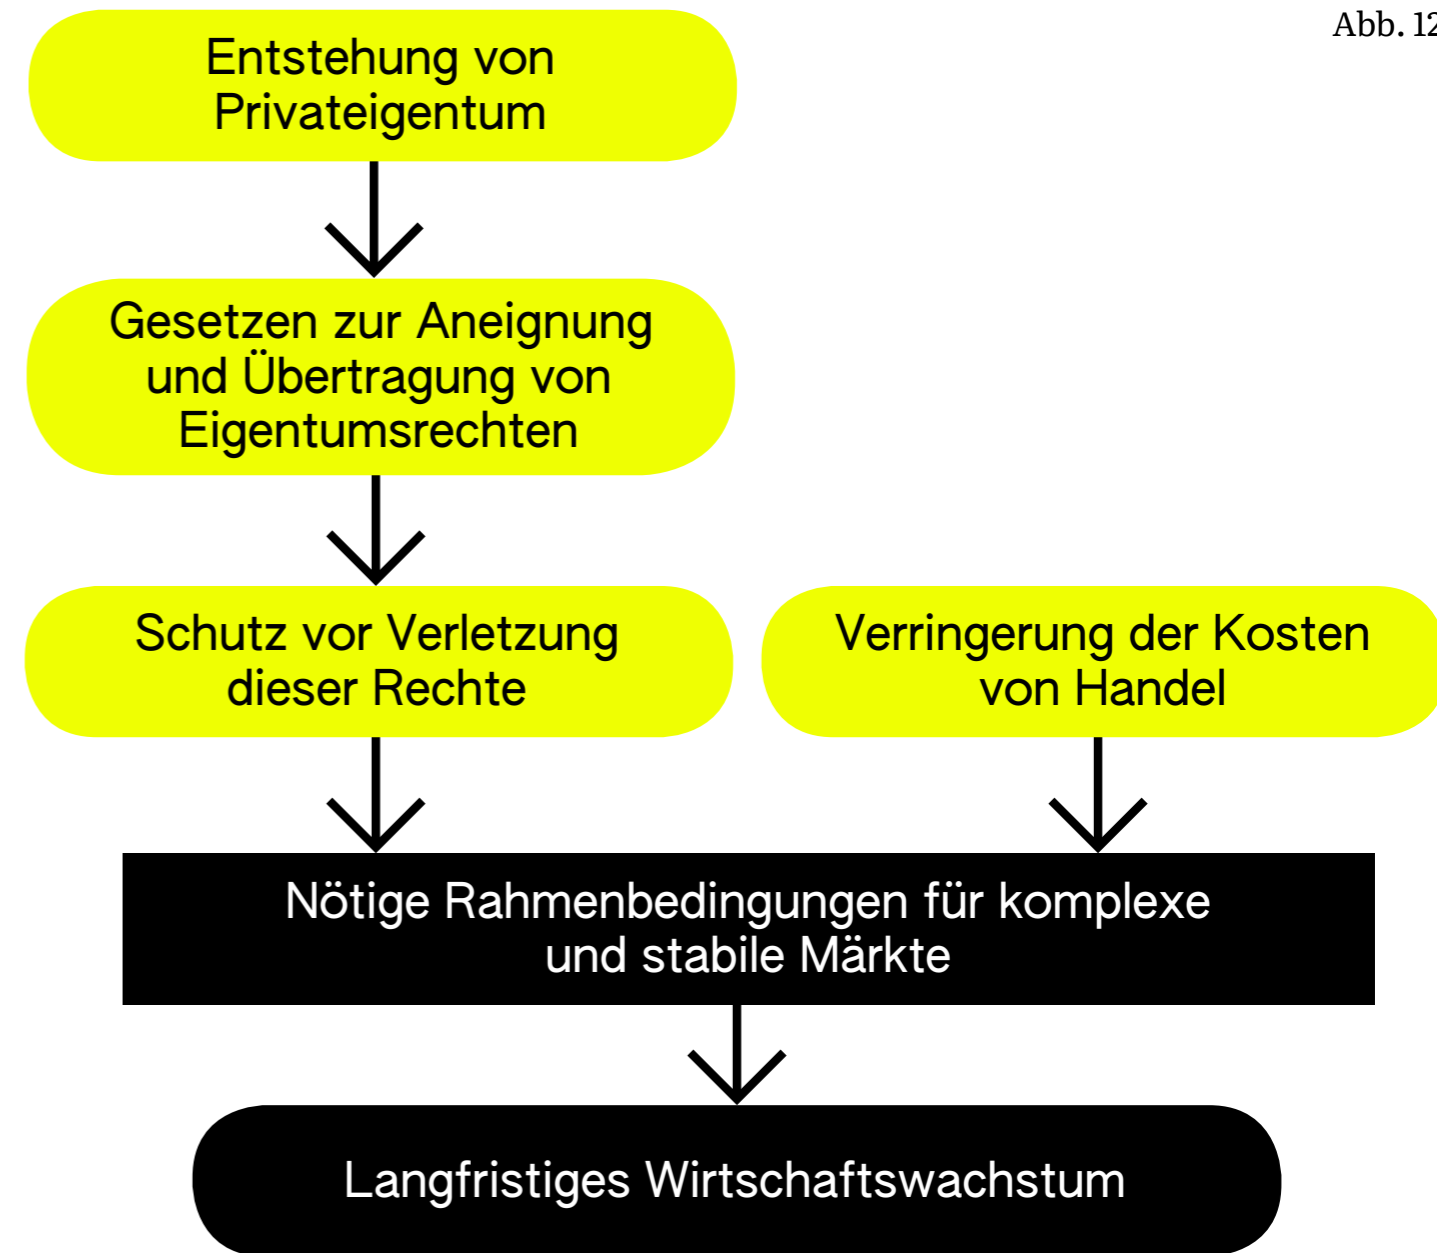 Abb. 12
Entstehung von
Privateigentum
Gesetzen zur Aneignung
und Übertragung von
Eigentumsrechten
Schutz vor Verletzung
dieser Rechte
Verringerung der Kosten
von Handel
Nötige Rahmenbedingungen für komplexe
und stabile Märkte
Langfristiges Wirtschaftswachstum